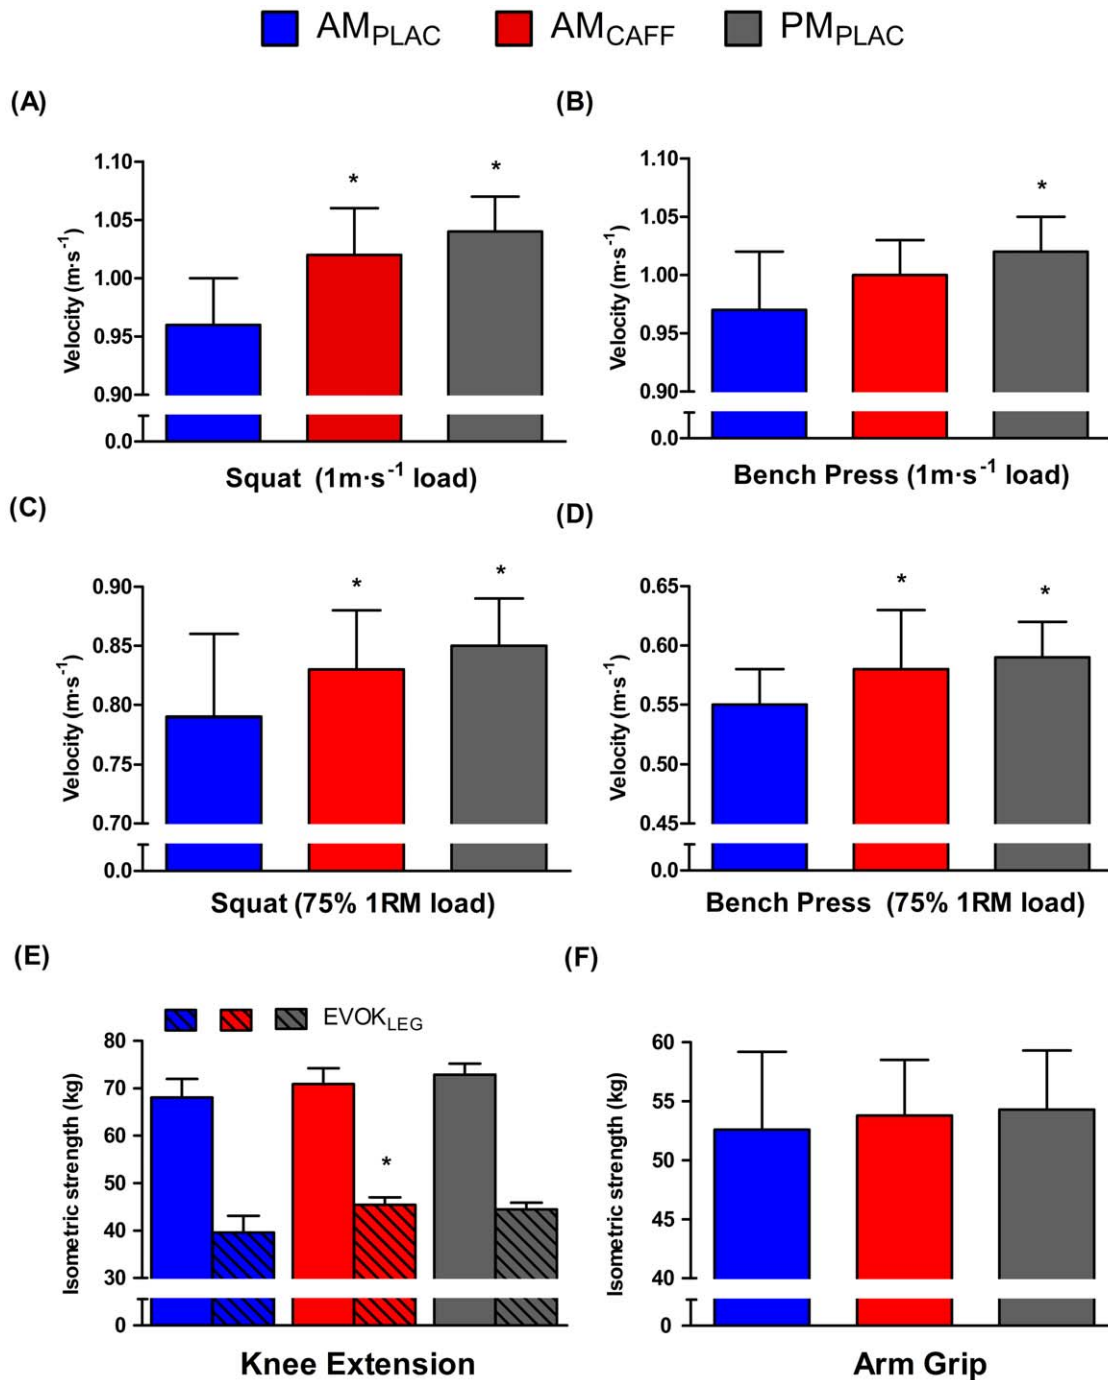 AMPLAC AMCAFF PMPLAC
(A)
*
*
1.10
1.05
1.00
0.95
0.90
0.0
Velocity (m·s⁻¹)
Squat (1m·s⁻¹ load)
(B)
*
1.10
1.05
1.00
0.95
0.90
0.0
Velocity (m·s⁻¹)
Bench Press (1m·s⁻¹ load)
(C)
*
*
0.90
0.85
0.80
0.75
0.70
0.0
Velocity (m·s⁻¹)
Squat (75% 1RM load)
(D)
*
*
0.65
0.60
0.55
0.50
0.45
0.0
Velocity (m·s⁻¹)
Bench Press (75% 1RM load)
(E)
EVOKLEG
*
80
70
60
50
40
30
0
Isometric strength (kg)
Knee Extension
(F)
60
55
50
45
40
0
Isometric strength (kg)
Arm Grip